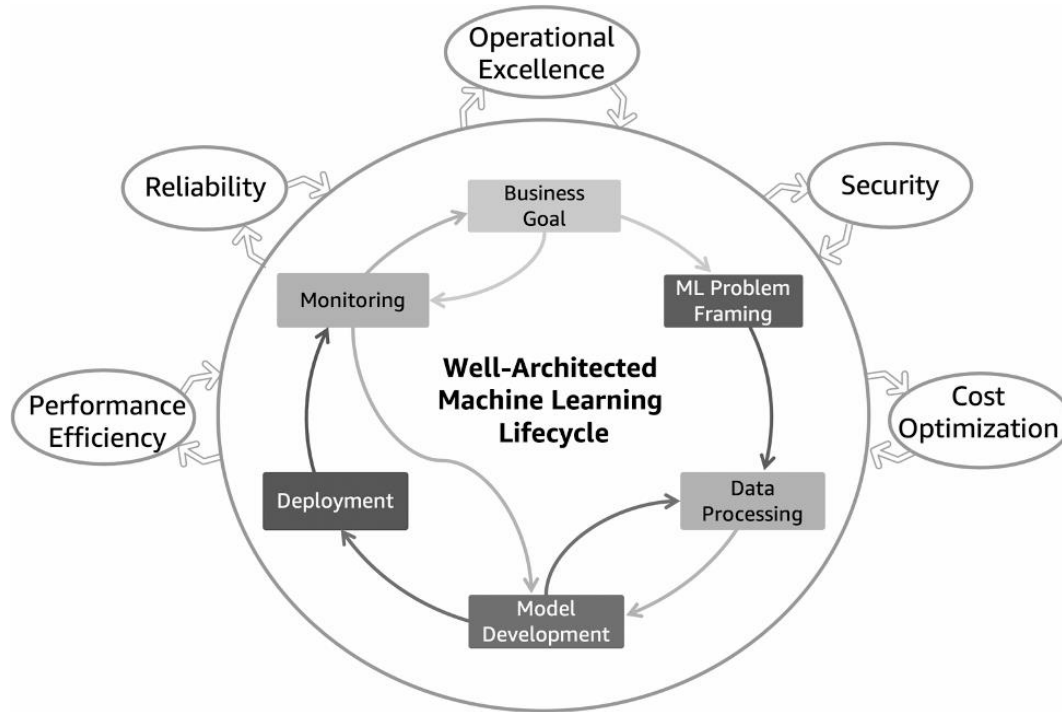 Operational
Excellence
Reliability
Security
Business
Goal
Monitoring
ML Problem
Framing
Well-Architected
Machine Learning
Lifecycle
Performance
Efficiency
Cost
Optimization
Deployment
Data
Processing
Model
Development